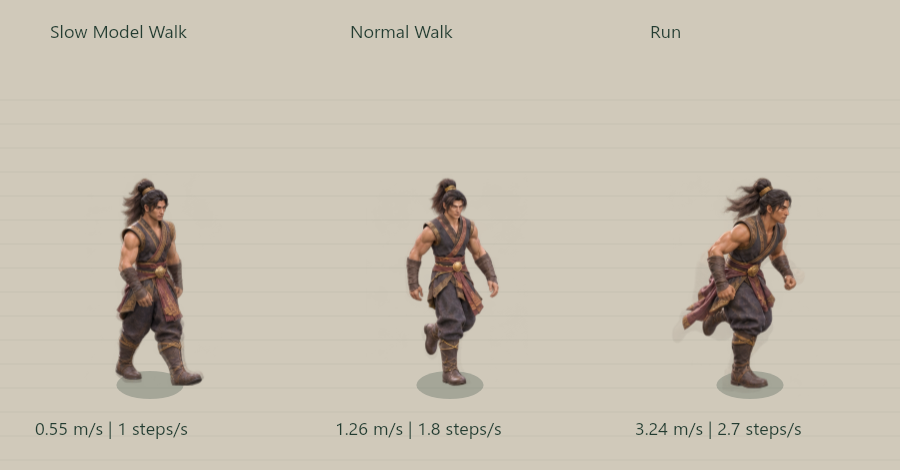 Slow Model Walk
Normal Walk
Run
0.55 m/s | 1 steps/s
1.26 m/s | 1.8 steps/s
3.24 m/s | 2.7 steps/s